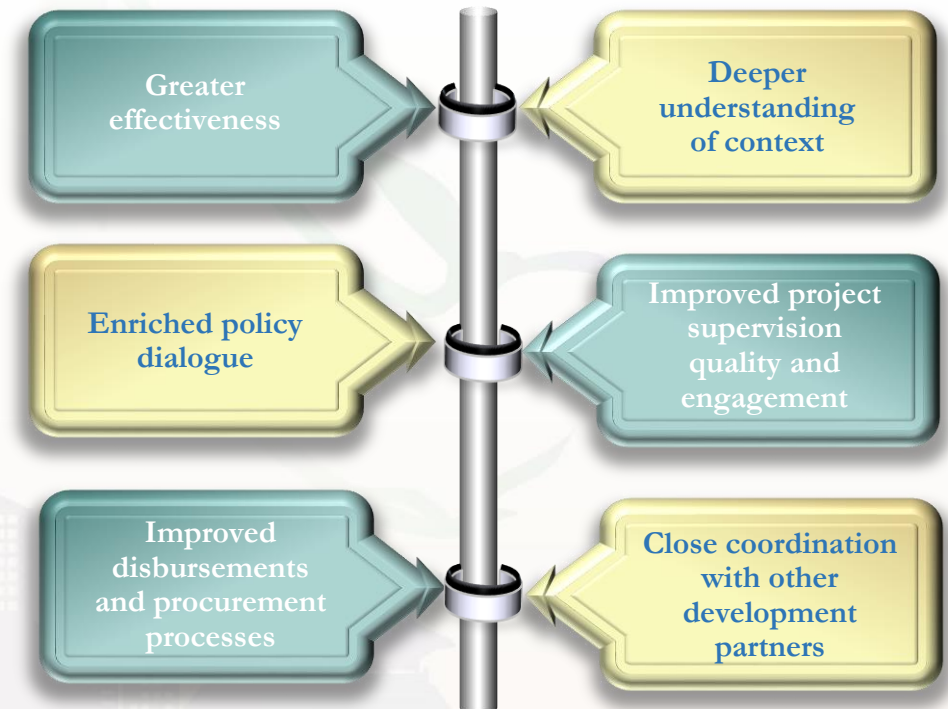 Greater
effectiveness
Deeper
understanding
of context
Enriched policy
dialogue
Improved project
supervision
quality and
engagement
Improved
disbursements
and procurement
processes
Close coordination
with other
development
partners